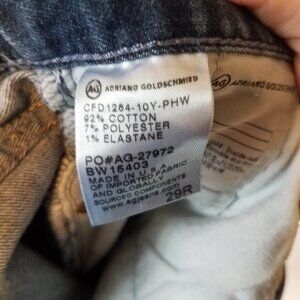 AG ADRIANO GOLDSCHMIED
CFD1264-10Y-PHW
92% COTTON
7% POLYESTER
1% ELASTANE
PO#AG-27972
BW15403
MADE IN U.S.A.
OF IMPORTED FABRIC
AND GLOBALLY
SOURCED COMPONENTS
www.agjeans.com
29R
AG ADRIANO GOLDSCHMIED